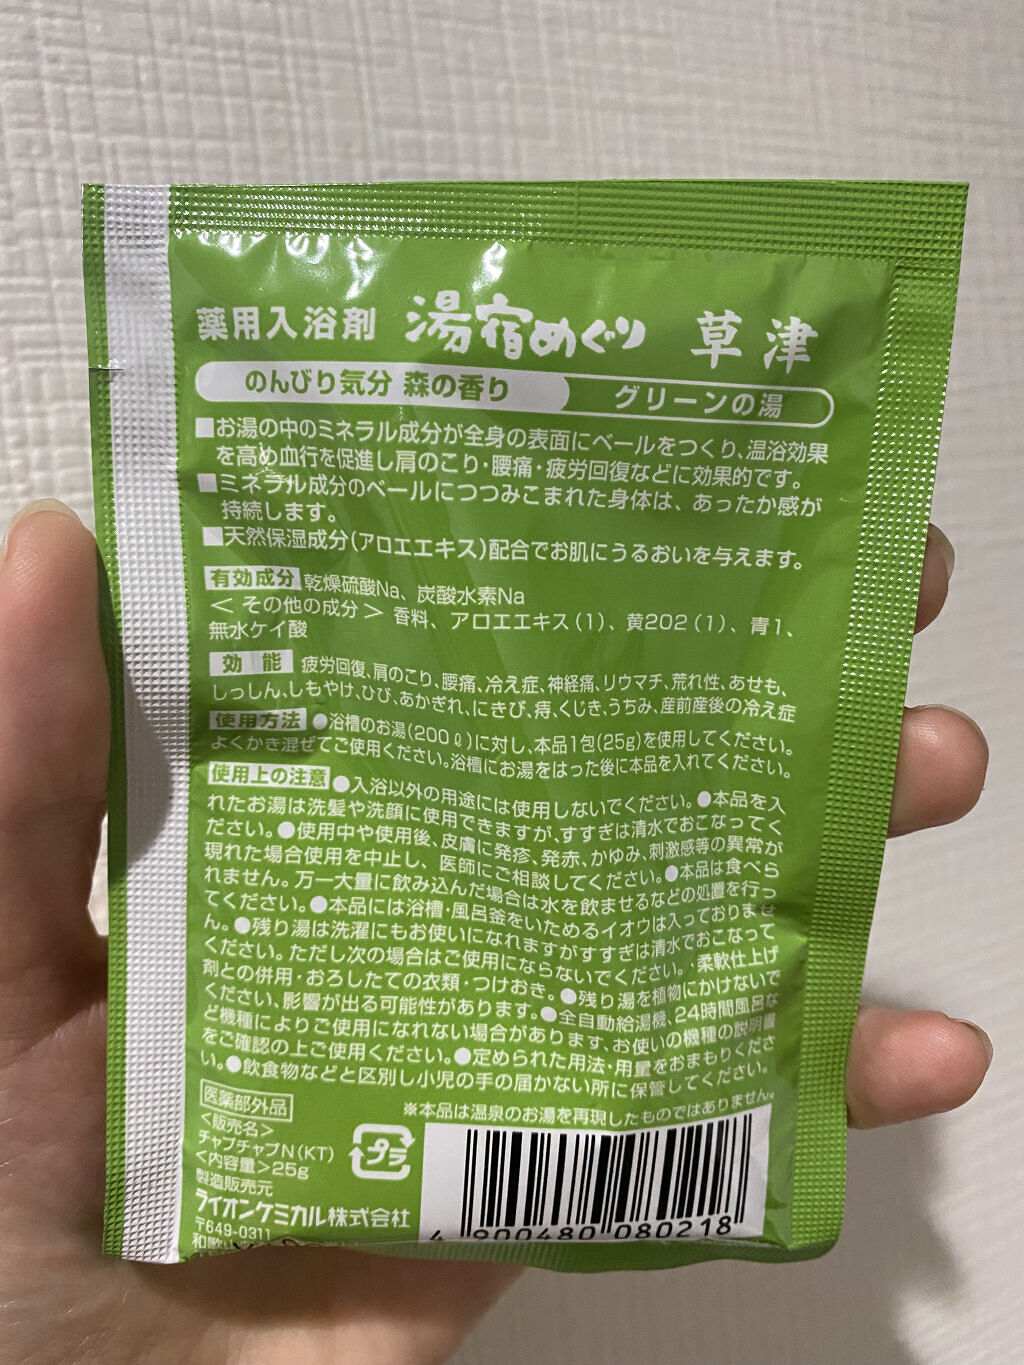 薬用入浴剤 湯宿めぐり 草津
のんびり気分 森の香り グリーンの湯
■お湯の中のミネラル成分が全身の表面にベールをつくり、温浴効果
を高め血行を促進し肩のこり・腰痛・疲労回復などに効果的です。
■ミネラル成分のベールにつつみこまれた身体は、あったか感が
持続します。
■天然保湿成分(アロエエキス)配合でお肌にうるおいを与えます。
有効成分 乾燥硫酸Na、炭酸水素Na
＜その他の成分＞香料、アロエエキス(1)、黄202(1)、青1、
無水ケイ酸
効能 疲労回復、肩のこり、腰痛、冷え症、神経痛、リウマチ、荒れ性、あせも、
しっしん、しもやけ、ひび、あかぎれ、にきび、痔、くじき、うちみ、産前産後の冷え症
使用方法 ●浴槽のお湯(200ℓ)に対し、本品1包(25g)を使用してください。
よくかき混ぜてご使用ください。浴槽にお湯をはった後に本品を入れてください。
使用上の注意 ●入浴以外の用途には使用しないでください。●本品を入
れたお湯は洗髪や洗顔に使用できますが、すすぎは清水でおこなってく
ださい。●使用中や使用後、皮膚に発疹、発赤、かゆみ、刺激感等の異常が
現れた場合使用を中止し、医師にご相談してください。●本品は食べら
れません。万一大量に飲み込んだ場合は水を飲ませるなどの処置を行っ
てください。●本品には浴槽・風呂釜をいためるイオウは入っておりませ
ん。●残り湯は洗濯にもお使いになれますがすすぎは清水でおこなって
ください。ただし次の場合はご使用にならないでください。／柔軟仕上げ
剤との併用・おろしたての衣類・つけおき。●残り湯を植物にかけないで
ください、影響が出る可能性があります。●全自動給湯機、24時間風呂な
ど機種によりご使用になれない場合があります、お使いの機種の説明書
をご確認の上ご使用ください。●定められた用法・用量をおまもりくださ
い。●飲食物などと区別し小児の手の届かない所に保管してください。
※本品は温泉のお湯を再現したものではありません。
医薬部外品
＜販売名＞
チャプチャプN(KT)
＜内容量＞25g
製造販売元
ライオンケミカル株式会社
〒649-0311
和歌山
プラ
4 900480 080218